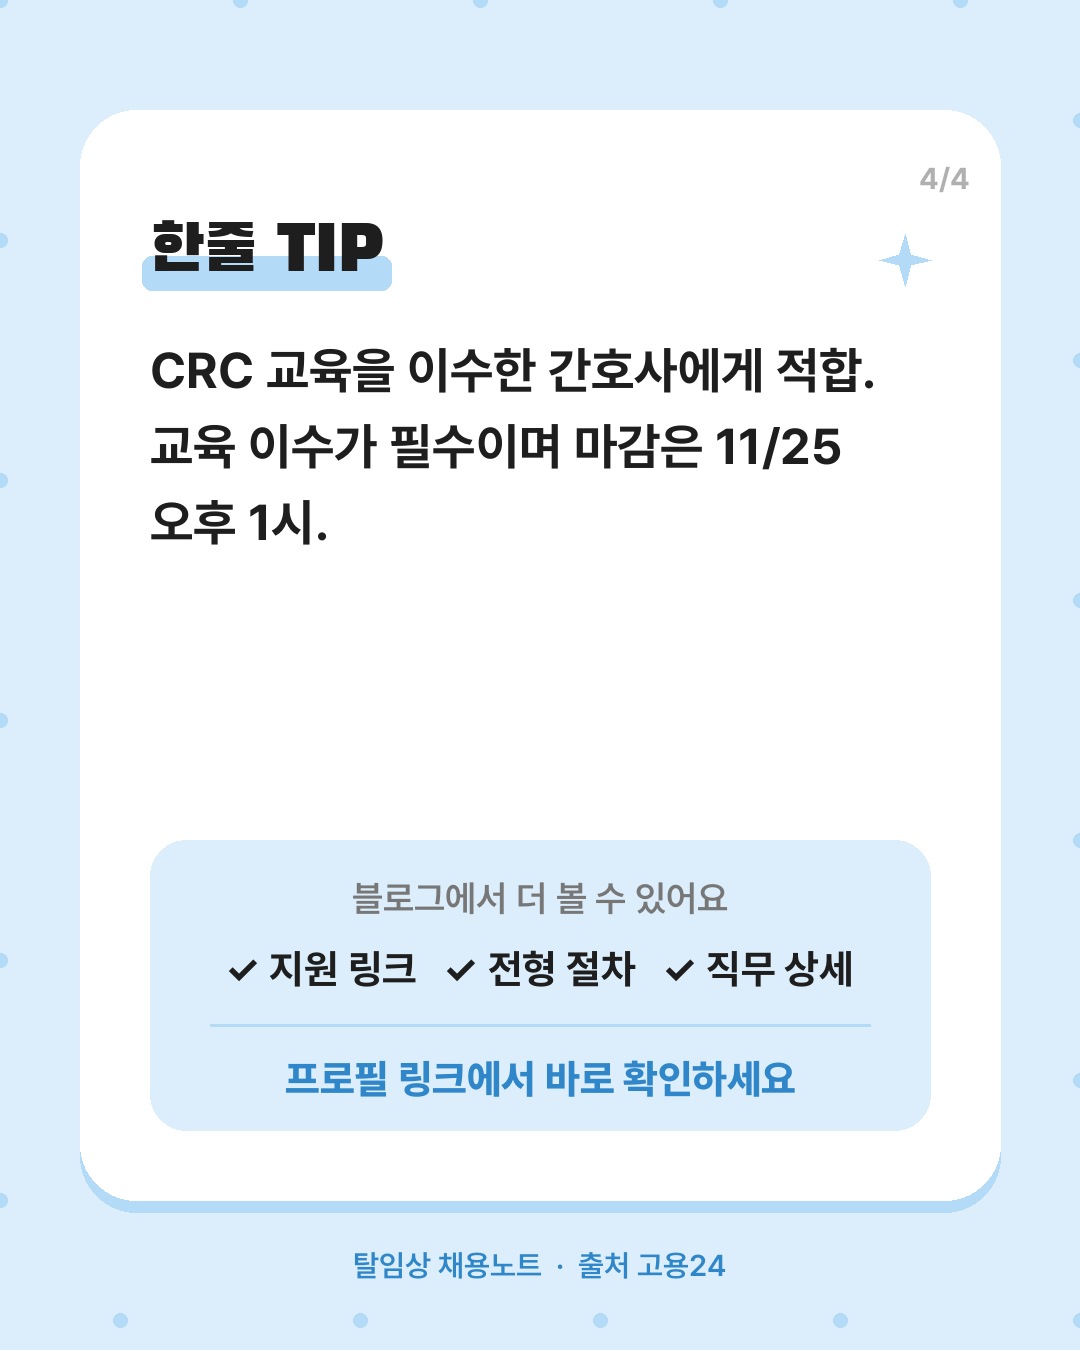 4/4
한줄 TIP
CRC 교육을 이수한 간호사에게 적합.
교육 이수가 필수이며 마감은 11/25
오후 1시.
블로그에서 더 볼 수 있어요
✓ 지원 링크 ✓ 전형 절차 ✓ 직무 상세
프로필 링크에서 바로 확인하세요
탈임상 채용노트 · 출처 고용24